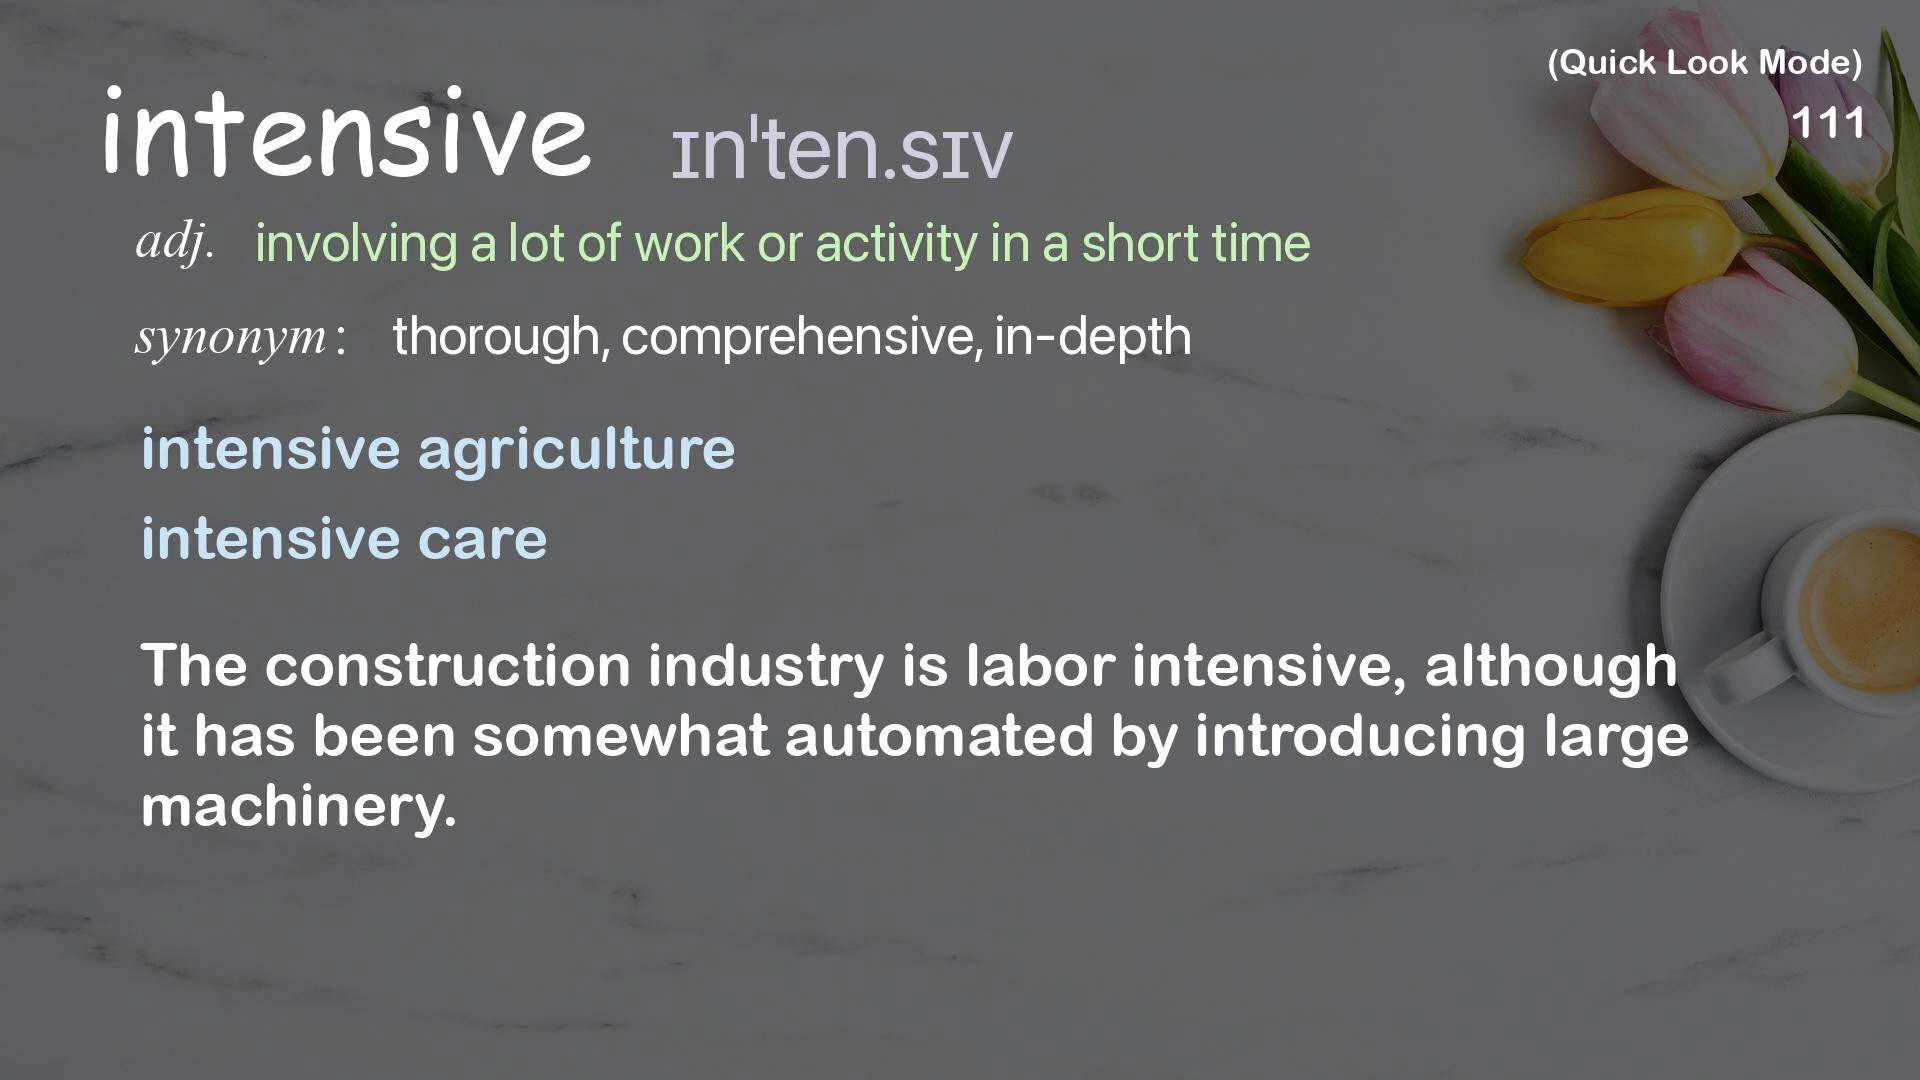 (Quick Look Mode)
111
intensive ɪnˈten.sɪv
adj. involving a lot of work or activity in a short time
synonym: thorough, comprehensive, in-depth
intensive agriculture
intensive care
The construction industry is labor intensive, although
it has been somewhat automated by introducing large
machinery.